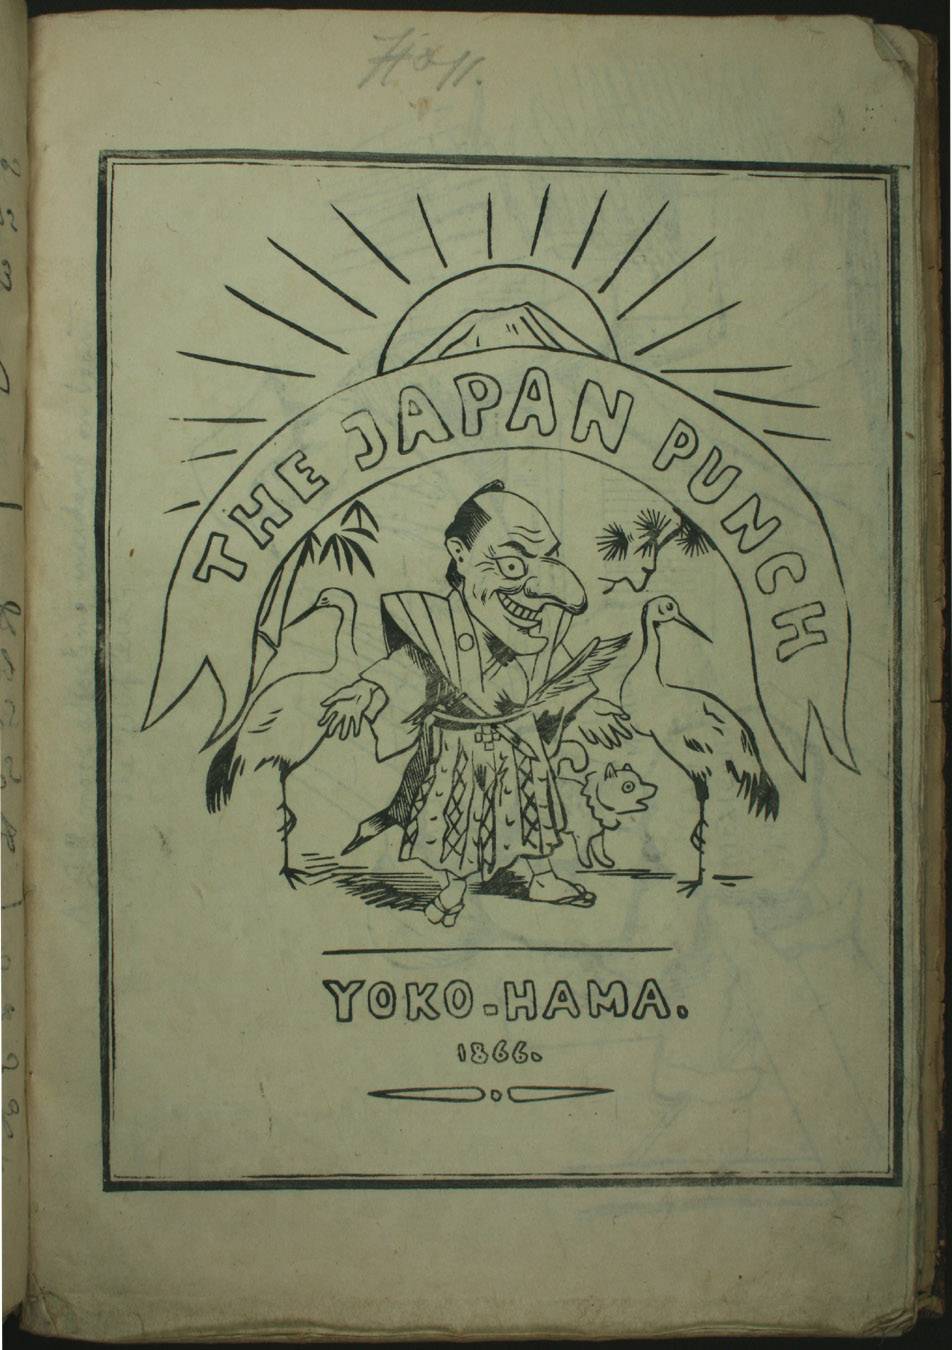 THE JAPAN PUNCH
YOKO-HAMA.
1866.